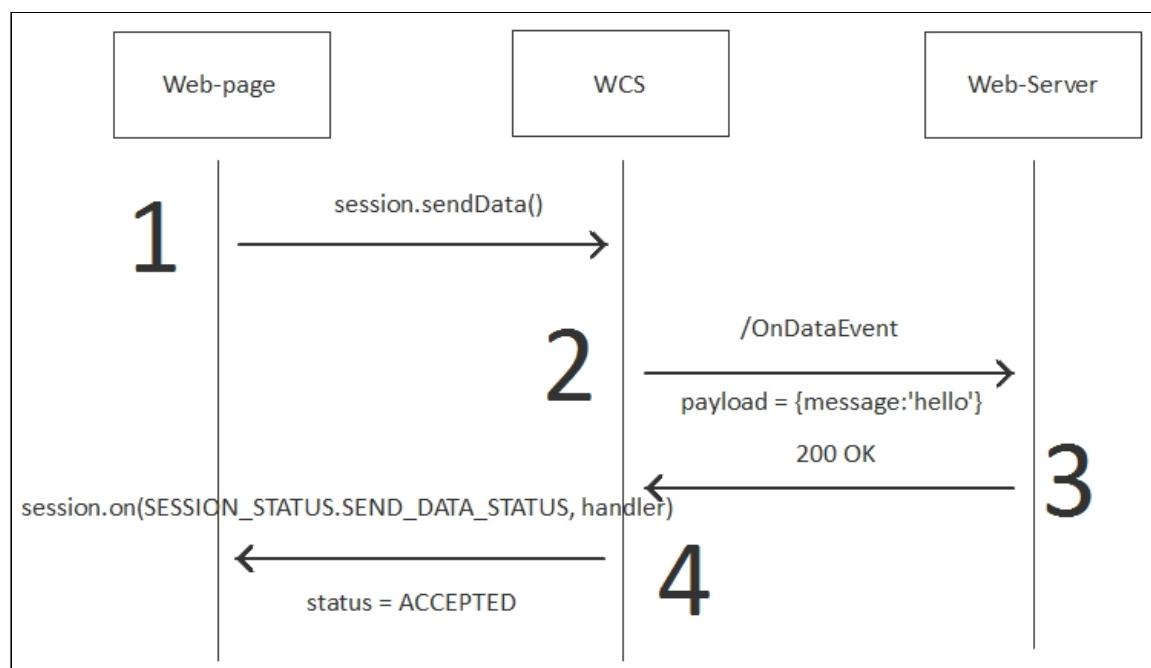 Web-page
WCS
Web-Server
1
session.sendData()
2
/OnDataEvent
payload = {message:'hello'}
200 OK
3
session.on(SESSION_STATUS.SEND_DATA_STATUS, handler)
4
status = ACCEPTED